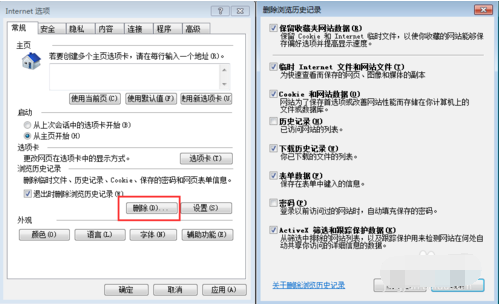 Internet 选项
常规
安全
隐私
内容
连接
程序
高级
主页
若要创建多个主页选项卡，请在每行输入一个地址(R)。
使用当前页(C)
使用默认值(F)
使用新选项卡(U)
启动
从上次会话中的选项卡开始(B)
从主页开始(H)
选项卡
更改网页在选项卡中的显示方式。
选项卡(T)
浏览历史记录
删除临时文件、历史记录、Cookie、保存的密码和网页表单信息。
退出时删除浏览历史记录(W)
删除(D)...
设置(S)
外观
颜色(O)
语言(L)
字体(N)
辅助功能(E)
确定
取消
应用(A)
删除浏览历史记录
保留收藏夹网站数据(R)
保留 Cookie 和 Internet 临时文件，以使你收藏的网站能够保存偏好选项并提高显示速度。
临时 Internet 文件和网站文件(T)
为快速查看而保存的网页、图像和媒体的副本
Cookie 和网站数据(O)
网站为了保存首选项或改善网站性能而存储在你计算机上的文件或数据库。
历史记录(H)
已访问网站的列表。
下载历史记录(W)
你已下载的文件的列表。
表单数据(F)
保存在表单中键入的信息。
密码(P)
登录以前访问过的网站时，自动填充保存的密码。
ActiveX 筛选和跟踪保护数据(K)
从筛选中排除的网站列表，以及跟踪保护用来检测网站在何处自动共享你访问的详细信息的数据。
关于删除浏览历史记录